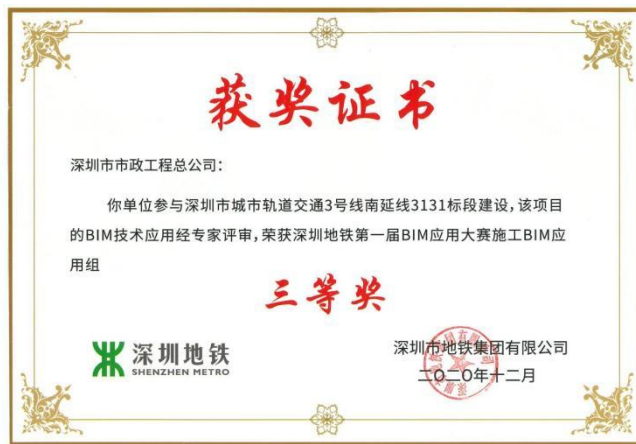 获奖证书
深圳市市政工程总公司：
你单位参与深圳市城市轨道交通3号线南延线3131标段建设，该项目
的BIM技术应用经专家评审，荣获深圳地铁第一届BIM应用大赛施工BIM应
用组
三等奖
深圳地铁
SHENZHEN METRO
深圳市地铁集团有限公司
二〇二〇年十二月